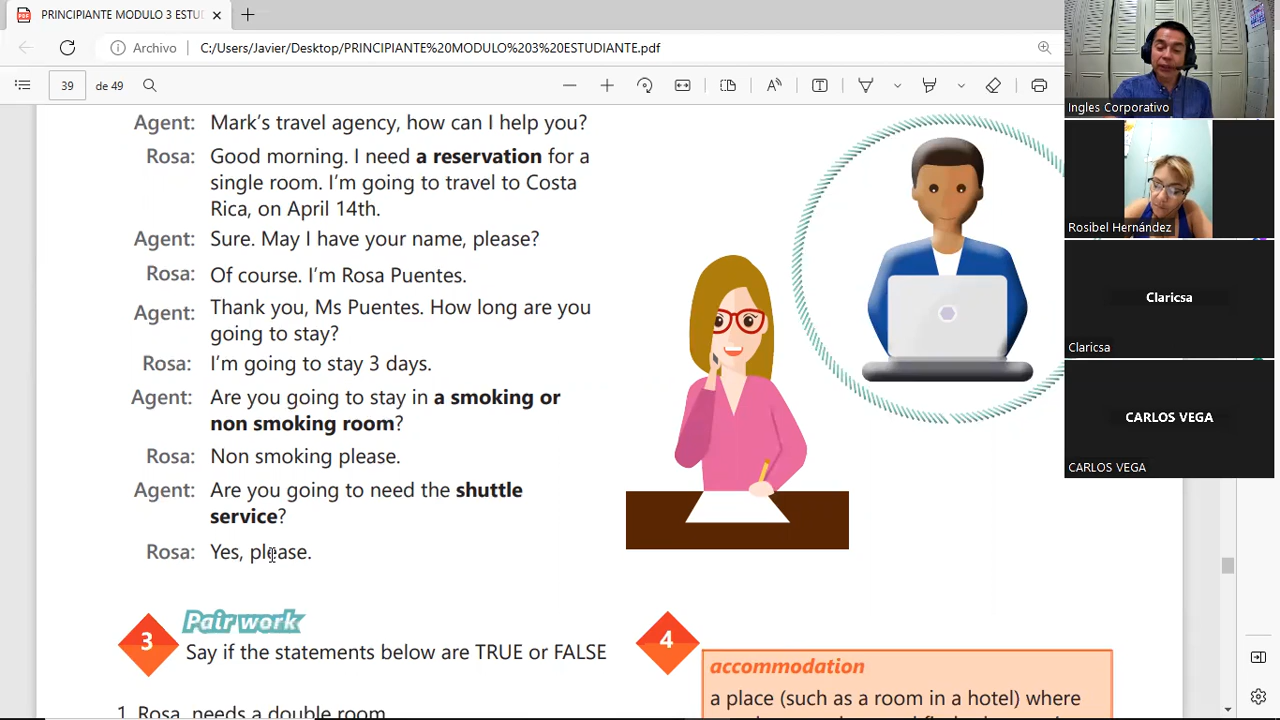 PRINCIPIANTE MODULO 3 ESTU
Archivo
C:/Users/Javier/Desktop/PRINCIPIANTE%20MODULO%203%20ESTUDIANTE.pdf
39
de 49
Agent: Mark's travel agency, how can I help you?
Rosa: Good morning. I need a reservation for a
single room. I'm going to travel to Costa
Rica, on April 14th.
Agent: Sure. May I have your name, please?
Rosa: Of course. I'm Rosa Puentes.
Agent: Thank you, Ms Puentes. How long are you
going to stay?
Rosa: I'm going to stay 3 days.
Agent: Are you going to stay in a smoking or
non smoking room?
Rosa: Non smoking please.
Agent: Are you going to need the shuttle
service?
Rosa: Yes, please.
3
Pair work
Say if the statements below are TRUE or FALSE
1. Rosa needs a double room
4
accommodation
a place (such as a room in a hotel) where
Ingles Corporativo
Rosibel Hernández
Claricsa
Claricsa
CARLOS VEGA
CARLOS VEGA